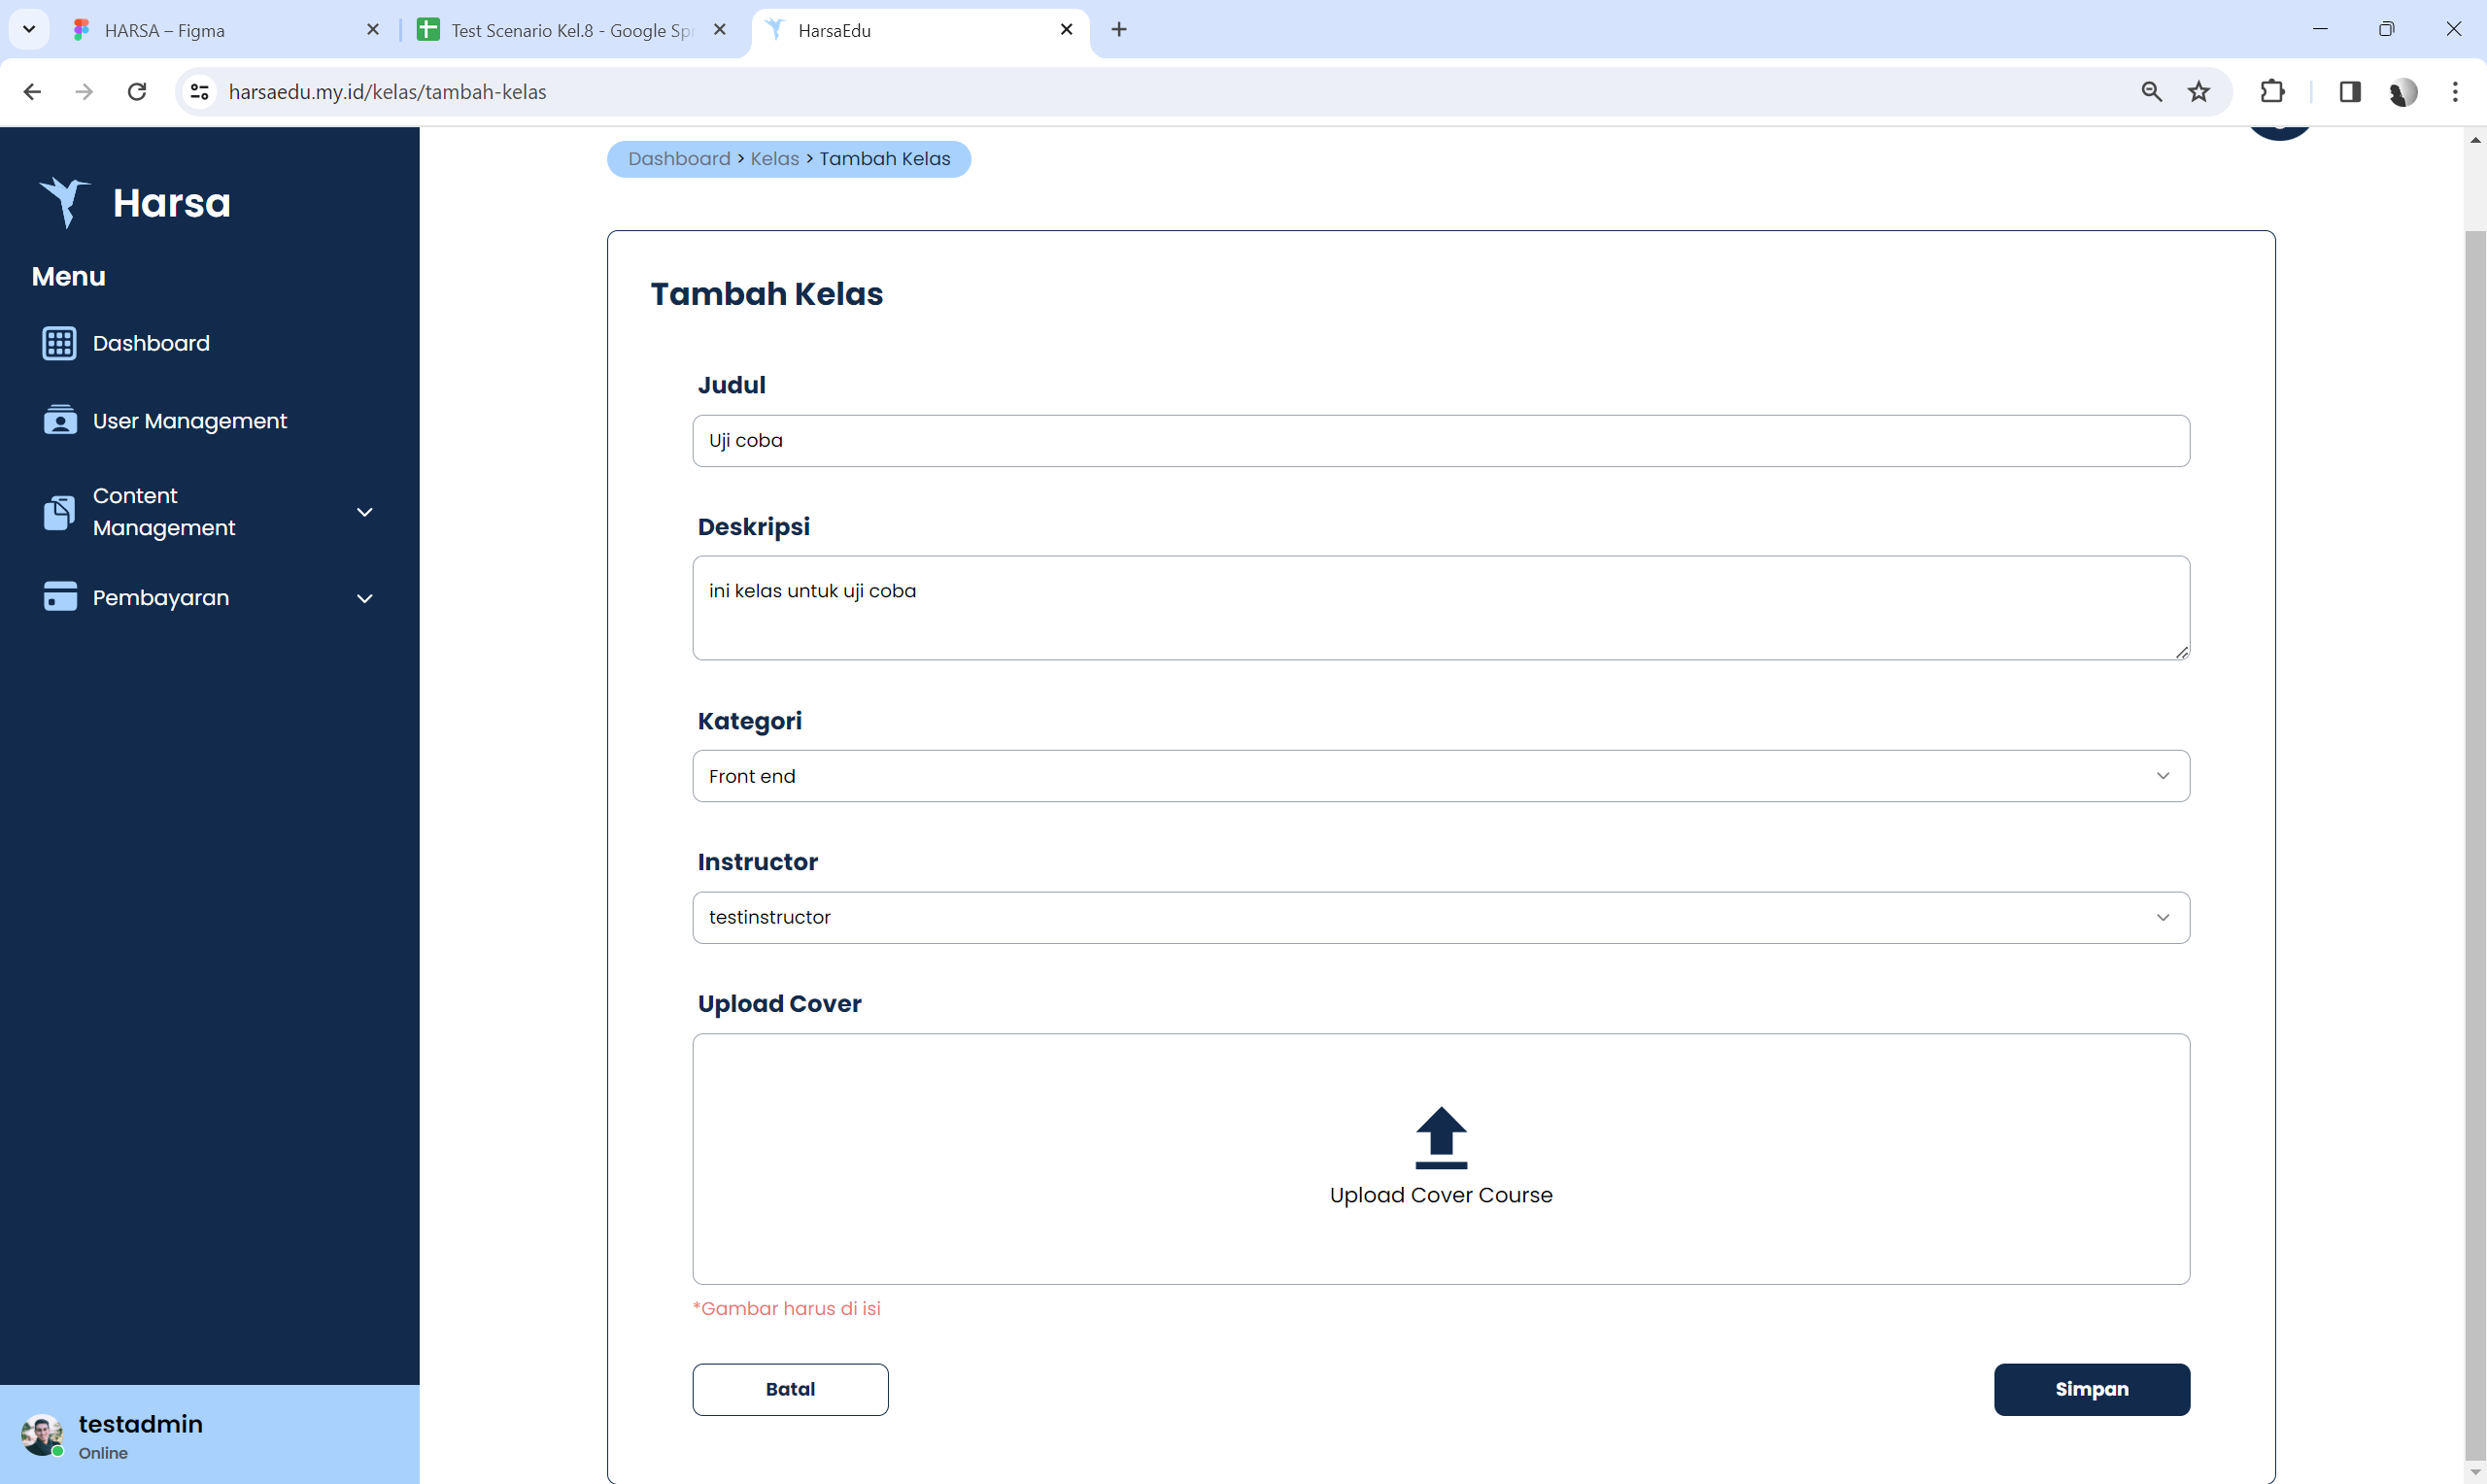 HARSA – Figma
Test Scenario Kel.8 - Google Spr
HarsaEdu
harsaedu.my.id/kelas/tambah-kelas
Harsa
Menu
Dashboard
User Management
Content
Management
Pembayaran
testadmin
Online
Dashboard > Kelas > Tambah Kelas
Tambah Kelas
Judul
Uji coba
Deskripsi
ini kelas untuk uji coba
Kategori
Front end
Instructor
testinstructor
Upload Cover
Upload Cover Course
*Gambar harus di isi
Batal
Simpan